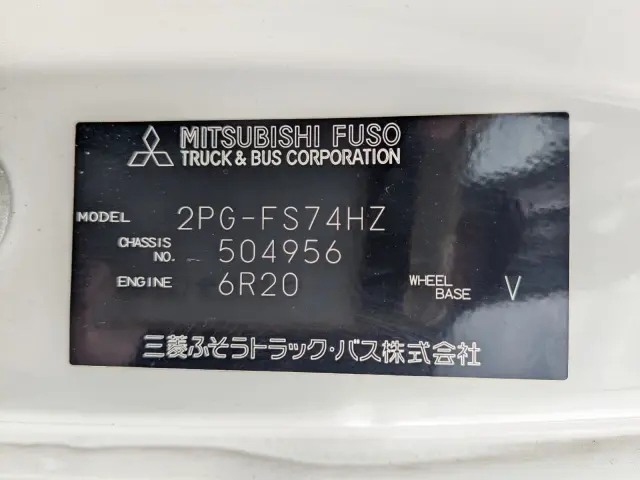 MITSUBISHI FUSO
TRUCK & BUS CORPORATION
MODEL 2PG-FS74HZ
CHASSIS NO. 504956
ENGINE 6R20 WHEEL BASE V
三菱ふそうトラック・バス株式会社